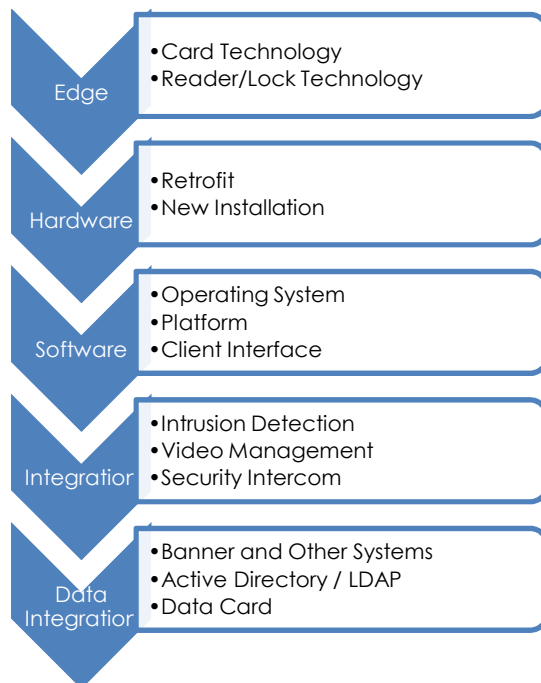 Edge
•Card Technology
•Reader/Lock Technology
Hardware
•Retrofit
•New Installation
Software
•Operating System
•Platform
•Client Interface
Integration
•Intrusion Detection
•Video Management
•Security Intercom
Data
Integration
•Banner and Other Systems
•Active Directory / LDAP
•Data Card